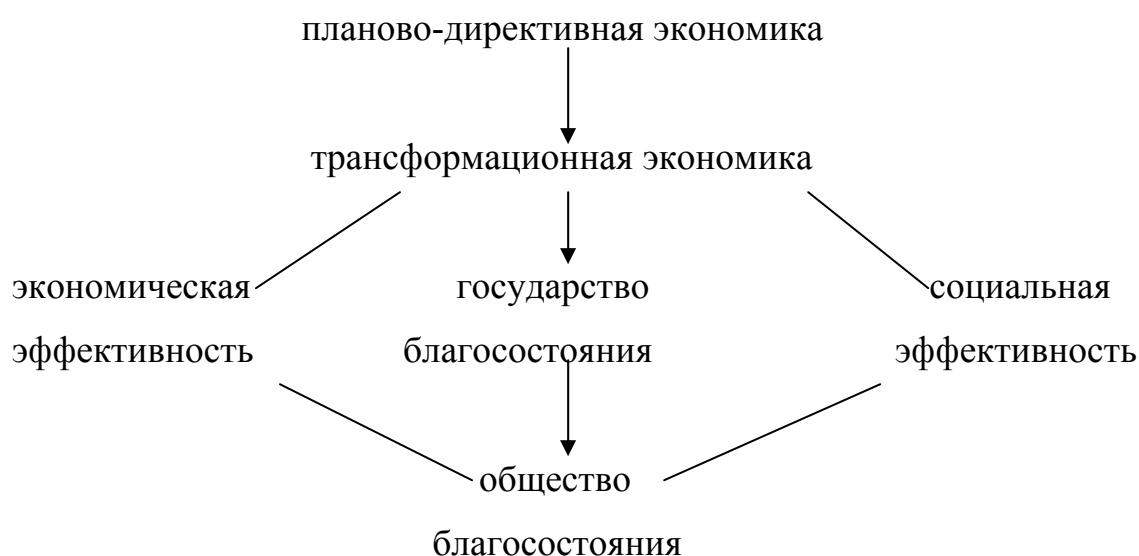 планово-директивная экономика
трансформационная экономика
экономическая государство социальная
эффективность благосостояния эффективность
общество
благосостояния